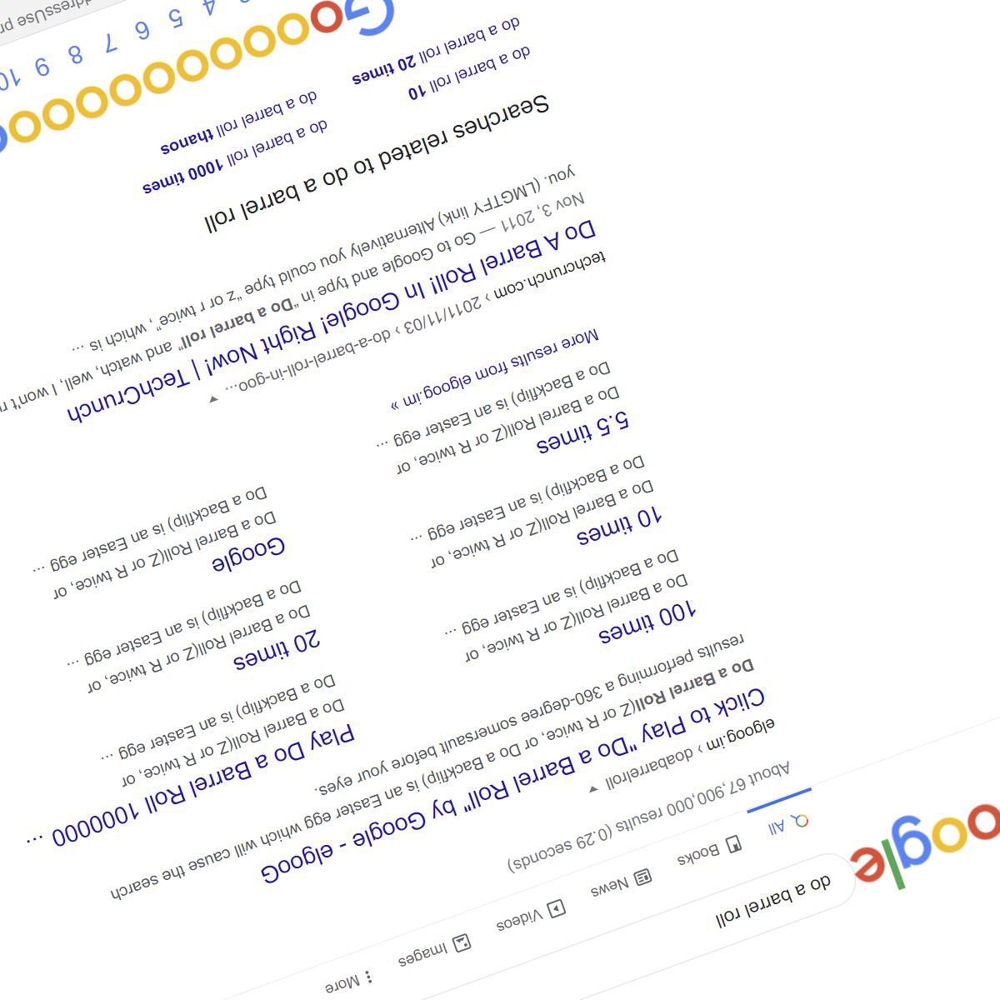 oogle
do a barrel roll
All
Books
News
Videos
Images
More
About 67,900,000 results (0.29 seconds)
elgoog.im › doabarrelroll
Click to Play "Do a Barrel Roll" by Google - elgooG
Do a Barrel Roll(Z or R twice, or Do a Backflip) is an Easter egg which will cause the search
results performing a 360-degree somersault before your eyes.
100 times
Do a Barrel Roll(Z or R twice, or
Do a Backflip) is an Easter egg ...
Play Do a Barrel Roll 1000000 ...
Do a Barrel Roll(Z or R twice, or
Do a Backflip) is an Easter egg ...
10 times
Do a Barrel Roll(Z or R twice, or
Do a Backflip) is an Easter egg ...
20 times
Do a Barrel Roll(Z or R twice, or
Do a Backflip) is an Easter egg ...
5.5 times
Do a Barrel Roll(Z or R twice, or
Do a Backflip) is an Easter egg ...
Google
Do a Barrel Roll(Z or R twice, or
Do a Backflip) is an Easter egg ...
More results from elgoog.im »
techcrunch.com › 2011/11/03 › do-a-barrel-roll-in-goo...
Do A Barrel Roll! In Google! Right Now! | TechCrunch
Nov 3, 2011 — Go to Google and type in “Do a barrel roll” and watch, well, I won't
you. (LMGTFY link) Alternatively you could type “z or r twice”, which is ...
Searches related to do a barrel roll
do a barrel roll 10
do a barrel roll 1000 times
do a barrel roll 20 times
do a barrel roll thanos
Gooooooooo
4 5 6 7 8 9 10